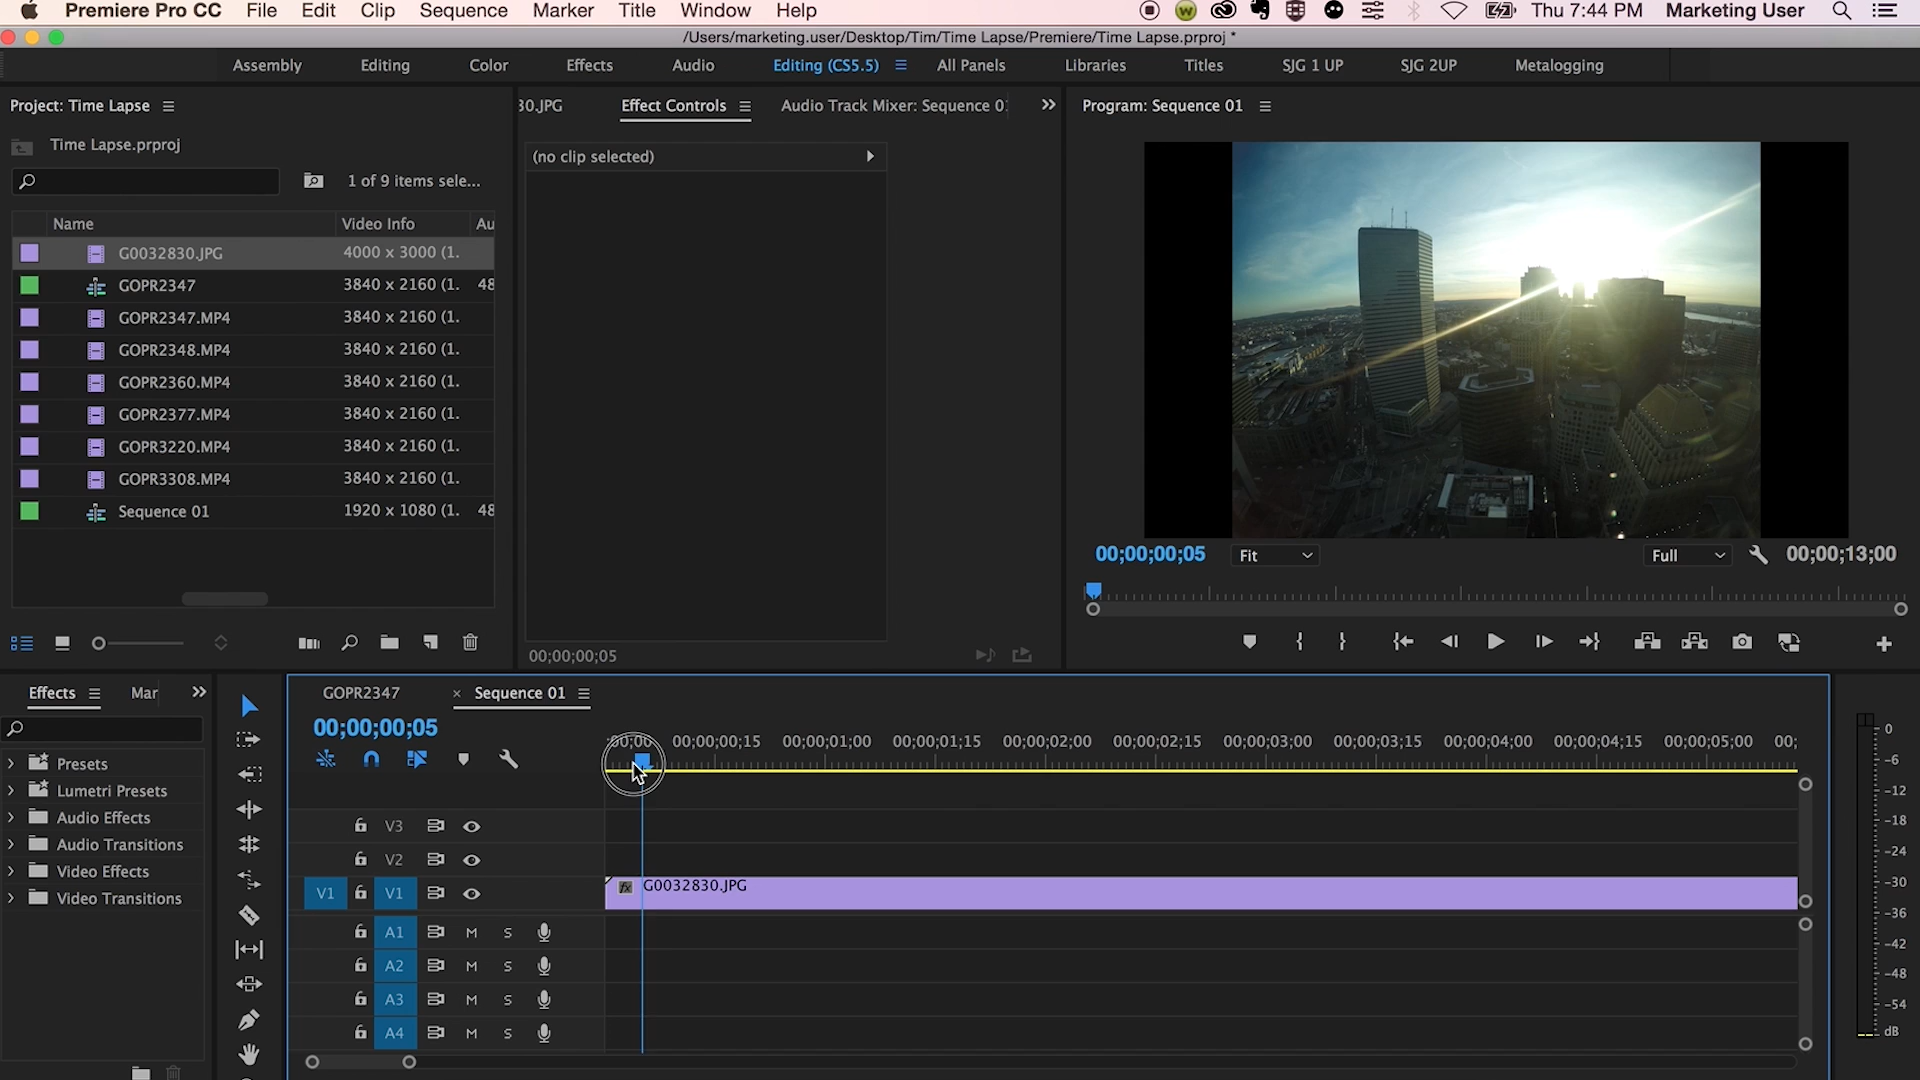 Premiere Pro CC File Edit Clip Sequence Marker Title Window Help Thu 7:44 PM Marketing User
/Users/marketing.user/Desktop/Tim/Time Lapse/Premiere/Time Lapse.prproj *
Assembly Editing Color Effects Audio Editing (CS5.5) All Panels Libraries Titles SJG 1 UP SJG 2UP Metalogging
Project: Time Lapse
Time Lapse.prproj
1 of 9 items sele...
Name Video Info Au
G0032830.JPG 4000 x 3000 (1.
GOPR2347 3840 x 2160 (1. 48
GOPR2347.MP4 3840 x 2160 (1.
GOPR2348.MP4 3840 x 2160 (1.
GOPR2360.MP4 3840 x 2160 (1.
GOPR2377.MP4 3840 x 2160 (1.
GOPR3220.MP4 3840 x 2160 (1.
GOPR3308.MP4 3840 x 2160 (1.
Sequence 01 1920 x 1080 (1. 48
30.JPG Effect Controls Audio Track Mixer: Sequence 0
(no clip selected)
00;00;00;05
Program: Sequence 01
00;00;00;05 Fit Full 00;00;13;00
Effects Mar
Presets
Lumetri Presets
Audio Effects
Audio Transitions
Video Effects
Video Transitions
GOPR2347 × Sequence 01
00;00;00;05
:00;00 00;00;00;15 00;00;01;00 00;00;01;15 00;00;02;00 00;00;02;15 00;00;03;00 00;00;03;15 00;00;04;00 00;00;04;15 00;00;05;00 00;
V3
V2
V1 V1 fx G0032830.JPG
A1 M S
A2 M S
A3 M S
A4 M S
0
-6
-12
-18
-24
-30
-36
-42
-48
-54
dB